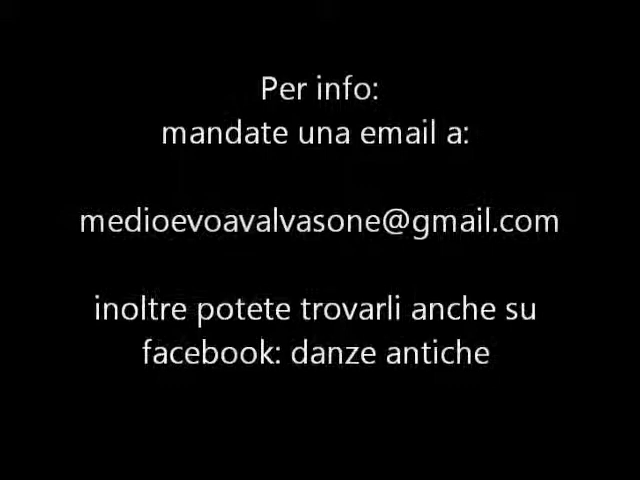 Per info:
mandate una email a:
medioevoavalvasone@gmail.com
inoltre potete trovarli anche su
facebook: danze antiche